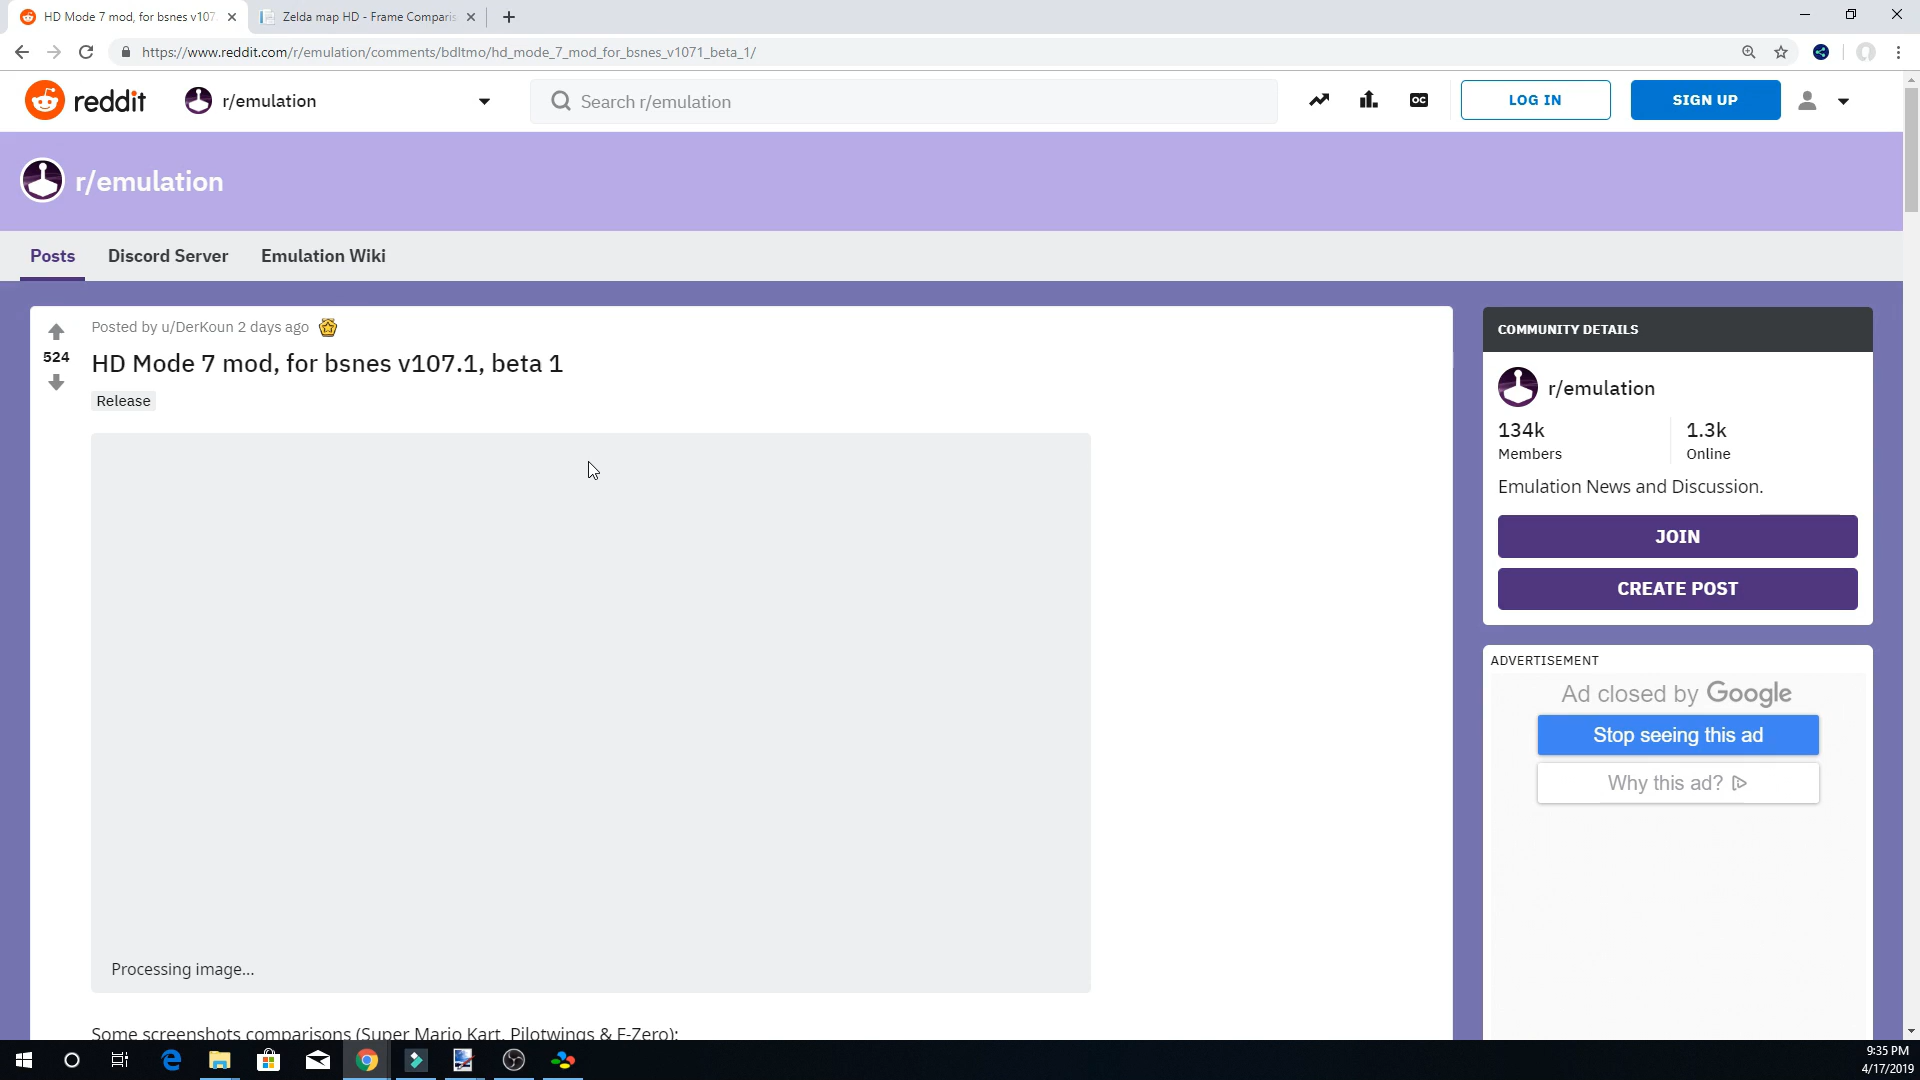 HD Mode 7 mod, for bsnes v107.
Zelda map HD - Frame Comparis
https://www.reddit.com/r/emulation/comments/bdltmo/hd_mode_7_mod_for_bsnes_v1071_beta_1/
reddit
r/emulation
Search r/emulation
OC
LOG IN
SIGN UP
r/emulation
Posts
Discord Server
Emulation Wiki
Posted by u/DerKoun 2 days ago
524
HD Mode 7 mod, for bsnes v107.1, beta 1
Release
Processing image...
Some screenshots comparisons (Super Mario Kart, Pilotwings & F-Zero):
COMMUNITY DETAILS
r/emulation
134k
1.3k
Members
Online
Emulation News and Discussion.
JOIN
CREATE POST
ADVERTISEMENT
Ad closed by Google
Stop seeing this ad
Why this ad?
9:35 PM
4/17/2019